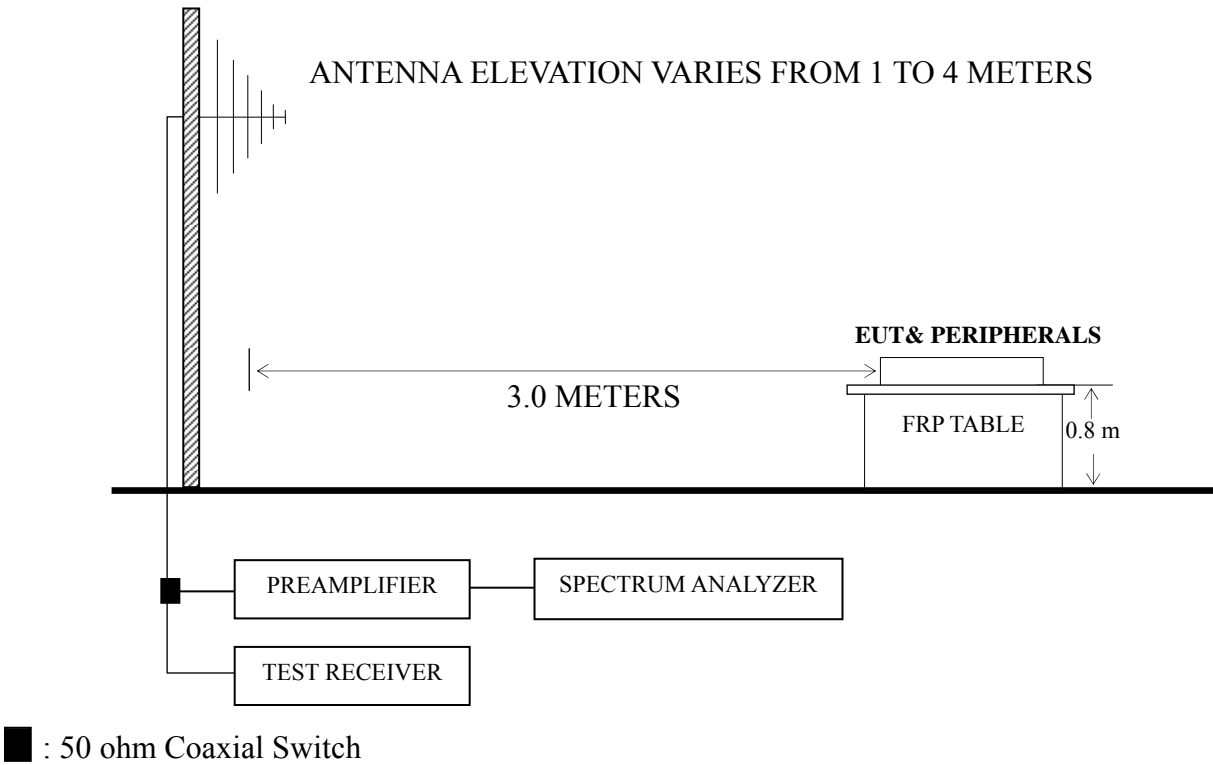 ANTENNA ELEVATION VARIES FROM 1 TO 4 METERS
EUT& PERIPHERALS
3.0 METERS
FRP TABLE
0.8 m
PREAMPLIFIER
SPECTRUM ANALYZER
TEST RECEIVER
: 50 ohm Coaxial Switch